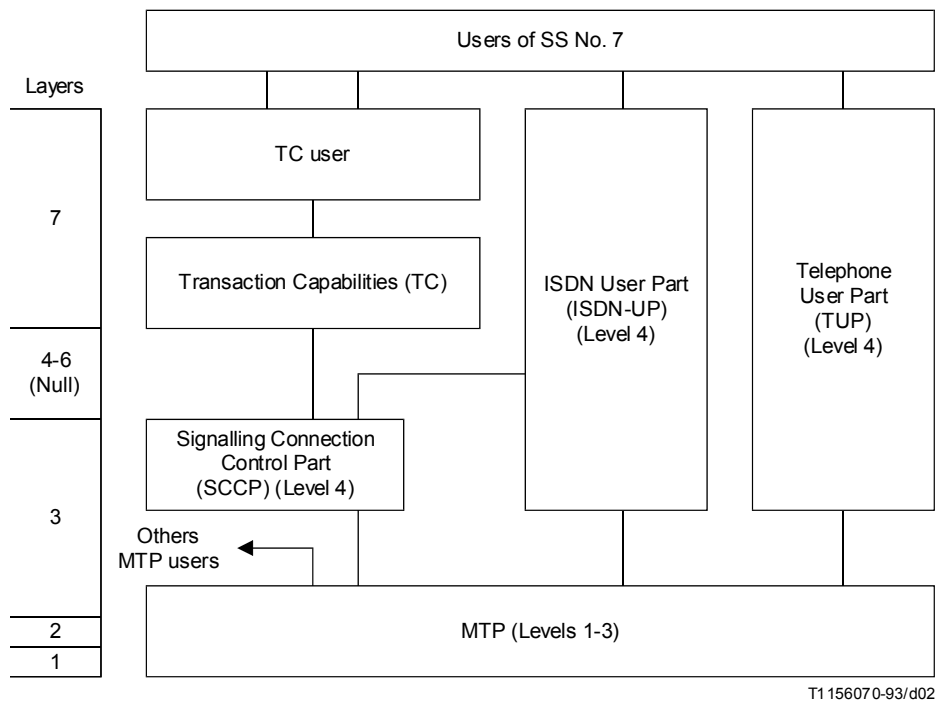 Users of SS No. 7
Layers
TC user
7
Transaction Capabilities (TC)
ISDN User Part
(ISDN-UP)
(Level 4)
Telephone
User Part
(TUP)
(Level 4)
4-6
(Null)
Signalling Connection
Control Part
(SCCP) (Level 4)
3
Others
MTP users
2
MTP (Levels 1-3)
1
T1156070-93/d02